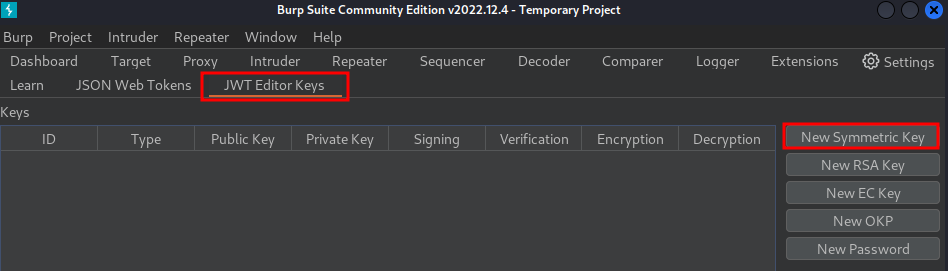 Burp Suite Community Edition v2022.12.4 - Temporary Project
Burp Project Intruder Repeater Window Help
Dashboard Target Proxy Intruder Repeater Sequencer Decoder Comparer Logger Extensions Settings
Learn JSON Web Tokens JWT Editor Keys
Keys
ID Type Public Key Private Key Signing Verification Encryption Decryption
New Symmetric Key
New RSA Key
New EC Key
New OKP
New Password